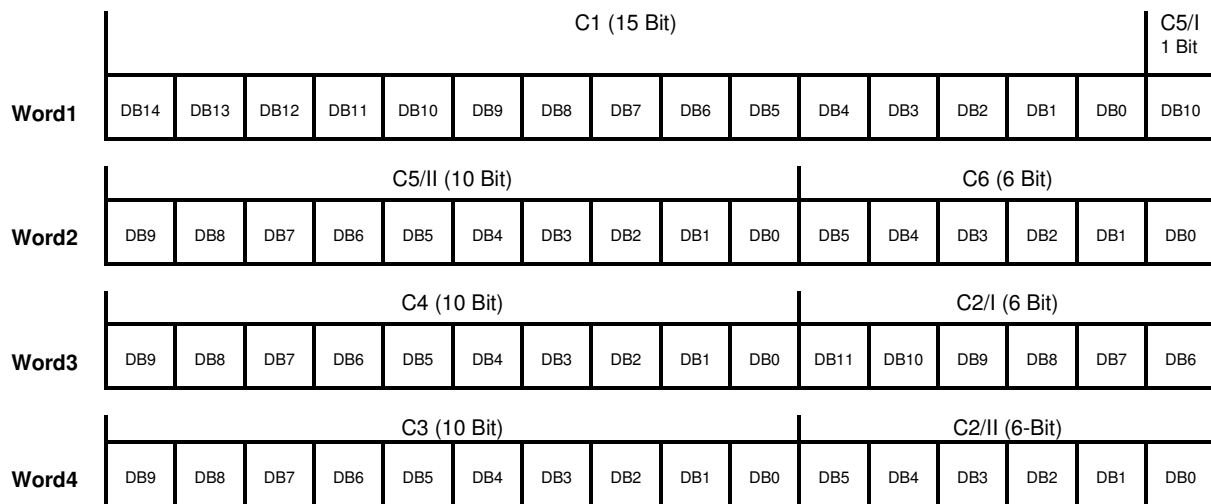 C1 (15 Bit) C5/I
1 Bit
Word1 DB14 DB13 DB12 DB11 DB10 DB9 DB8 DB7 DB6 DB5 DB4 DB3 DB2 DB1 DB0 DB10
C5/II (10 Bit) C6 (6 Bit)
Word2 DB9 DB8 DB7 DB6 DB5 DB4 DB3 DB2 DB1 DB0 DB5 DB4 DB3 DB2 DB1 DB0
C4 (10 Bit) C2/I (6 Bit)
Word3 DB9 DB8 DB7 DB6 DB5 DB4 DB3 DB2 DB1 DB0 DB11 DB10 DB9 DB8 DB7 DB6
C3 (10 Bit) C2/II (6-Bit)
Word4 DB9 DB8 DB7 DB6 DB5 DB4 DB3 DB2 DB1 DB0 DB5 DB4 DB3 DB2 DB1 DB0